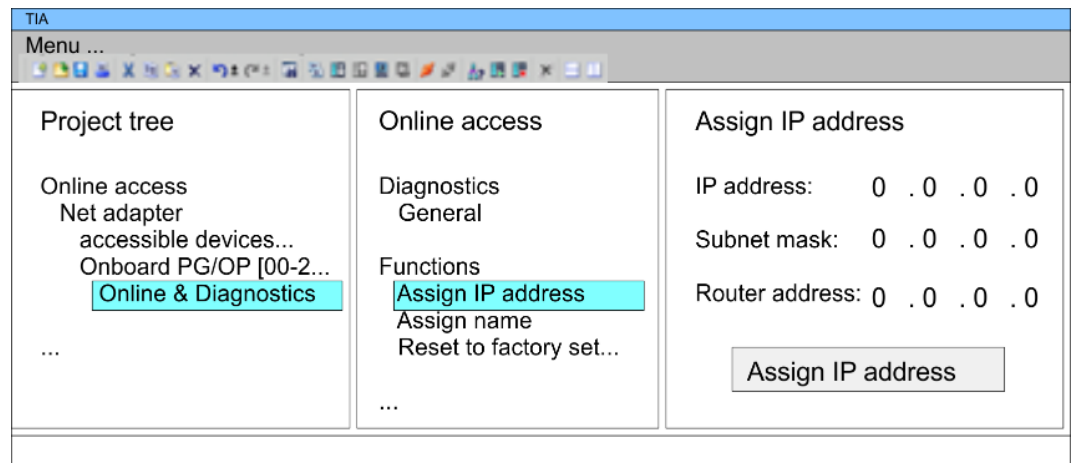 TIA
Menu ...
Project tree
Online access
Net adapter
accessible devices...
Onboard PG/OP [00-2...
Online & Diagnostics
...
Online access
Diagnostics
General
Functions
Assign IP address
Assign name
Reset to factory set...
...
Assign IP address
IP address: 0 . 0 . 0 . 0
Subnet mask: 0 . 0 . 0 . 0
Router address: 0 . 0 . 0 . 0
Assign IP address